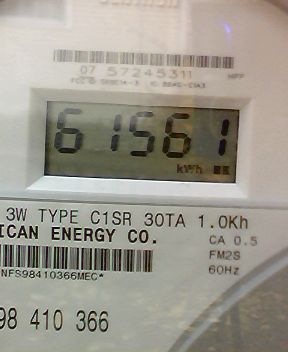 07 57245311 HPP
61561
kWh
3W TYPE C1SR 30TA 1.0Kh
ICAN ENERGY CO.
CA 0.5
FM2S
NFS98410366MEC*
60Hz
98 410 366